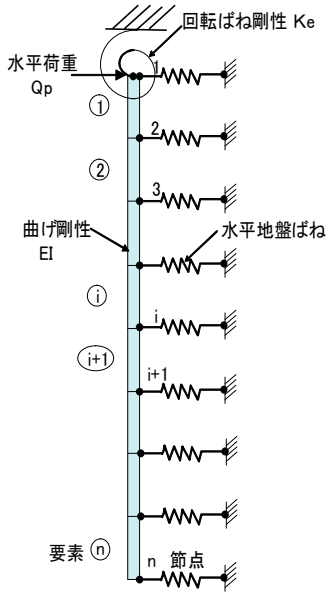 回転ばね剛性 Ke
水平荷重
Qp
1
①
2
②
3
曲げ剛性
EI
水平地盤ばね
ⓘ
i
i+1
i+1
要素 ⓝ
n 節点